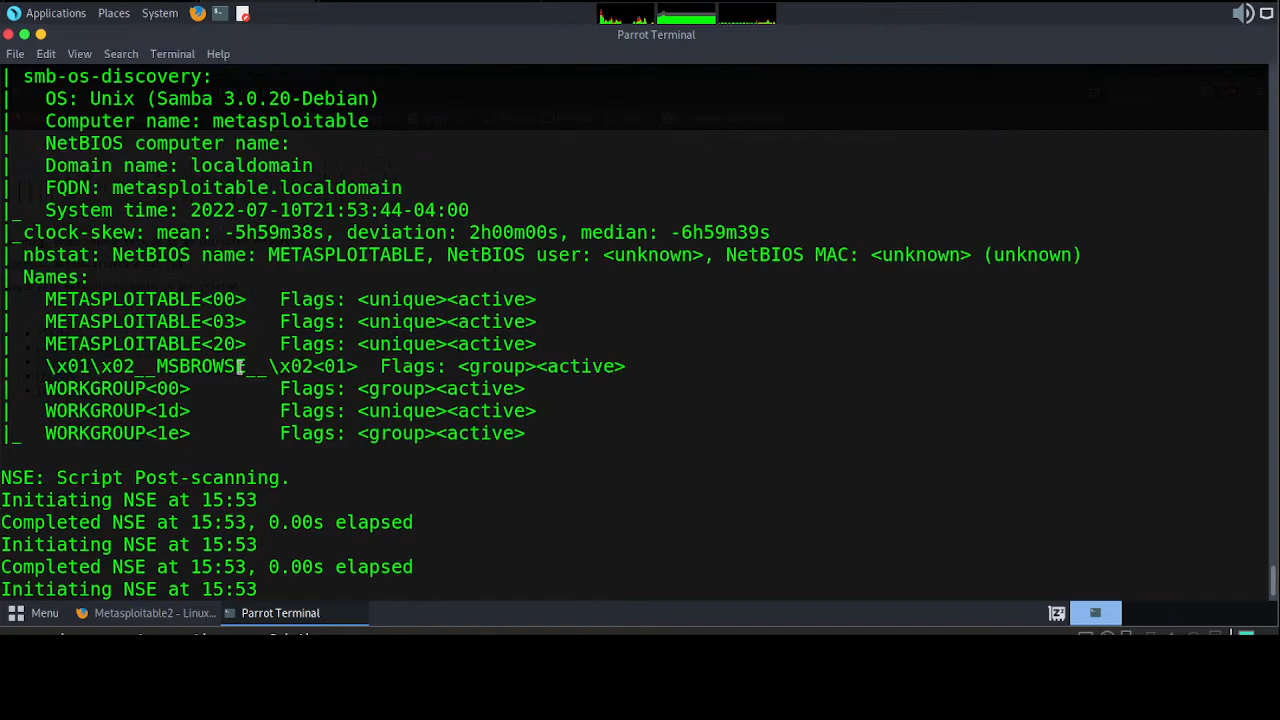 Applications Places System
Parrot Terminal
File Edit View Search Terminal Help
| smb-os-discovery:
|   OS: Unix (Samba 3.0.20-Debian)
|   Computer name: metasploitable
|   NetBIOS computer name:
|   Domain name: localdomain
|   FQDN: metasploitable.localdomain
|_  System time: 2022-07-10T21:53:44-04:00
|_clock-skew: mean: -5h59m38s, deviation: 2h00m00s, median: -6h59m39s
| nbstat: NetBIOS name: METASPLOITABLE, NetBIOS user: <unknown>, NetBIOS MAC: <unknown> (unknown)
| Names:
|   METASPLOITABLE<00>   Flags: <unique><active>
|   METASPLOITABLE<03>   Flags: <unique><active>
|   METASPLOITABLE<20>   Flags: <unique><active>
|   \x01\x02__MSBROWSE__\x02<01>  Flags: <group><active>
|   WORKGROUP<00>        Flags: <group><active>
|   WORKGROUP<1d>        Flags: <unique><active>
|_  WORKGROUP<1e>        Flags: <group><active>
NSE: Script Post-scanning.
Initiating NSE at 15:53
Completed NSE at 15:53, 0.00s elapsed
Initiating NSE at 15:53
Completed NSE at 15:53, 0.00s elapsed
Initiating NSE at 15:53
Menu Metasploitable2 - Linux... Parrot Terminal